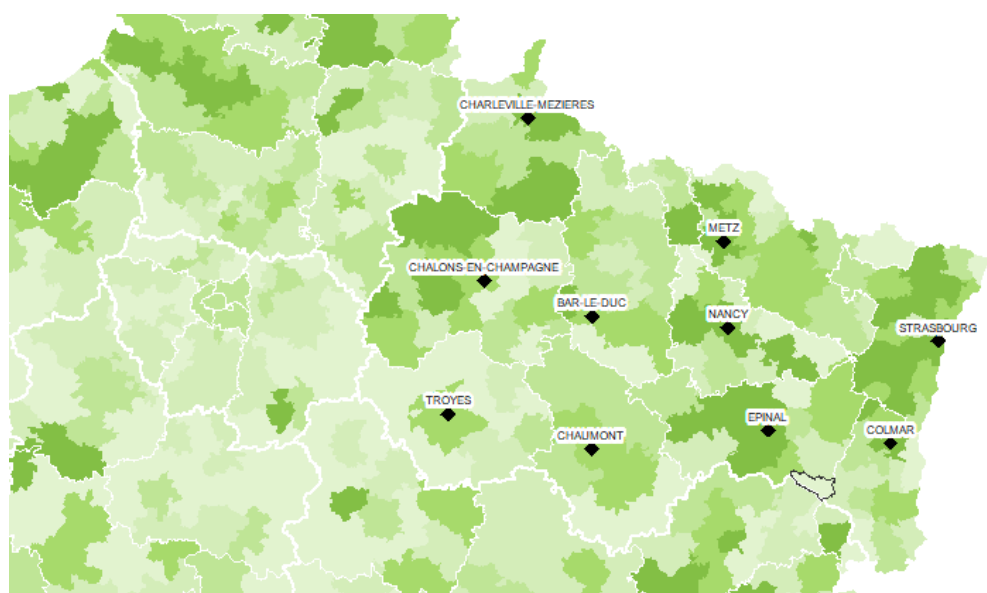 CHARLEVILLE-MEZIERES
METZ
CHALONS-EN-CHAMPAGNE
BAR-LE-DUC
NANCY
STRASBOURG
TROYES
EPINAL
COLMAR
CHAUMONT